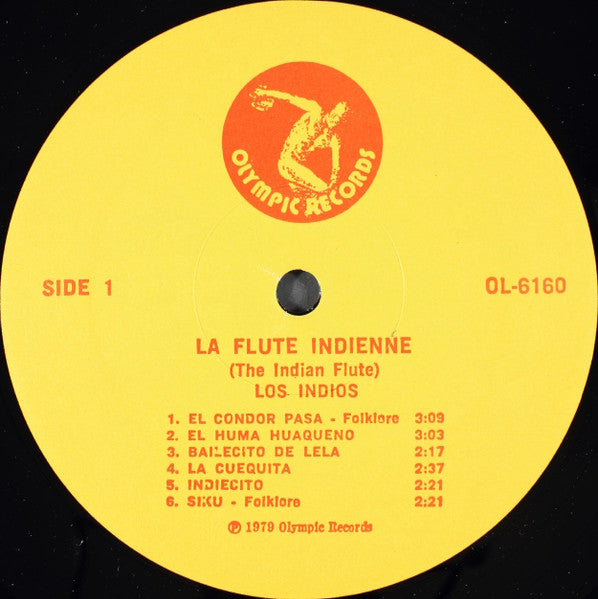 OLYMPIC RECORDS
SIDE 1 OL-6160
LA FLUTE INDIENNE
(The Indian Flute)
LOS INDIOS
1. EL CONDOR PASA - Folklore 3:09
2. EL HUMA HUAQUENO 3:03
3. BAILECITO DE LELA 2:17
4. LA CUEQUITA 2:37
5. INDIECITO 2:21
6. SIKU - Folklore 2:21
℗ 1979 Olympic Records